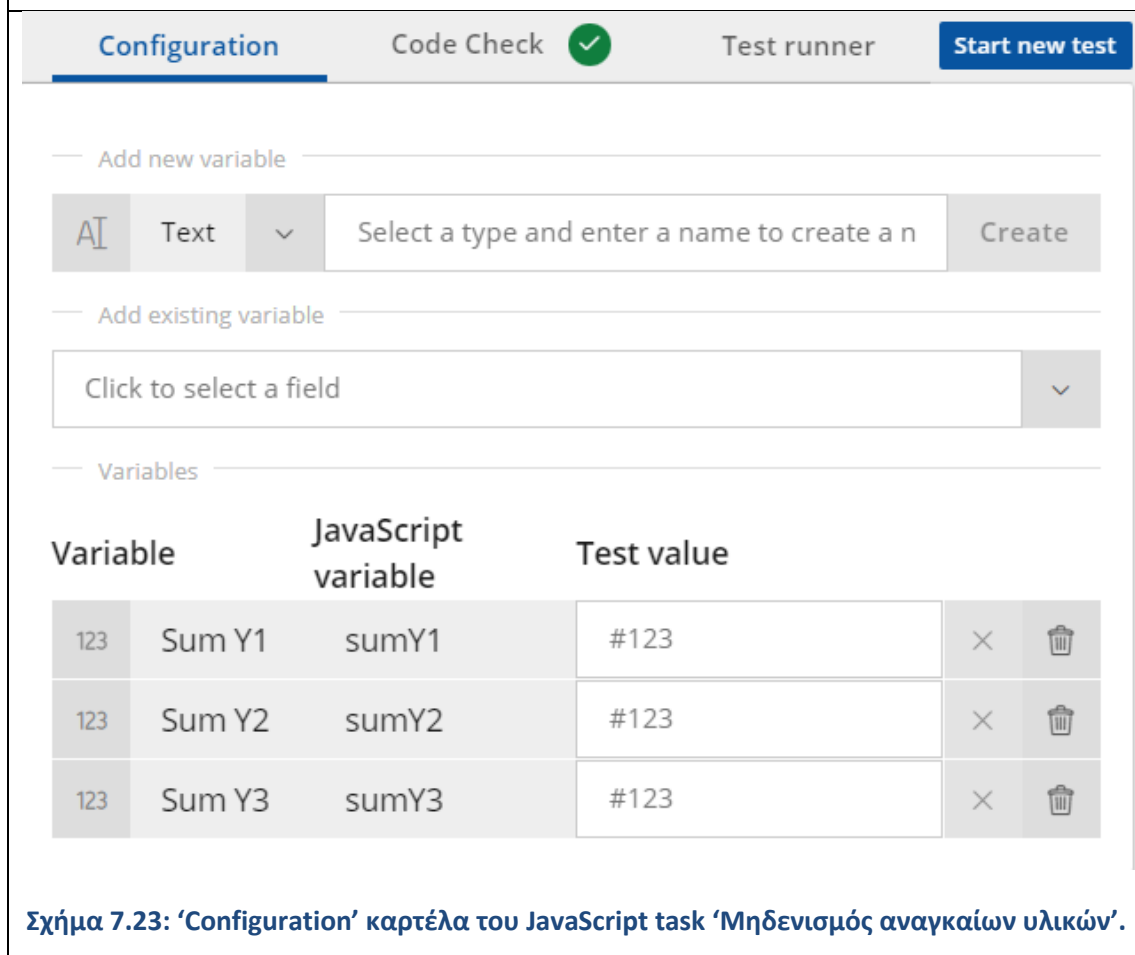 Configuration Code Check Test runner Start new test
Add new variable
Text Select a type and enter a name to create a n Create
Add existing variable
Click to select a field
Variables
Variable JavaScript variable Test value
123 Sum Y1 sumY1 #123
123 Sum Y2 sumY2 #123
123 Sum Y3 sumY3 #123
Σχήμα 7.23: ‘Configuration’ καρτέλα του JavaScript task ‘Μηδενισμός αναγκαίων υλικών’.